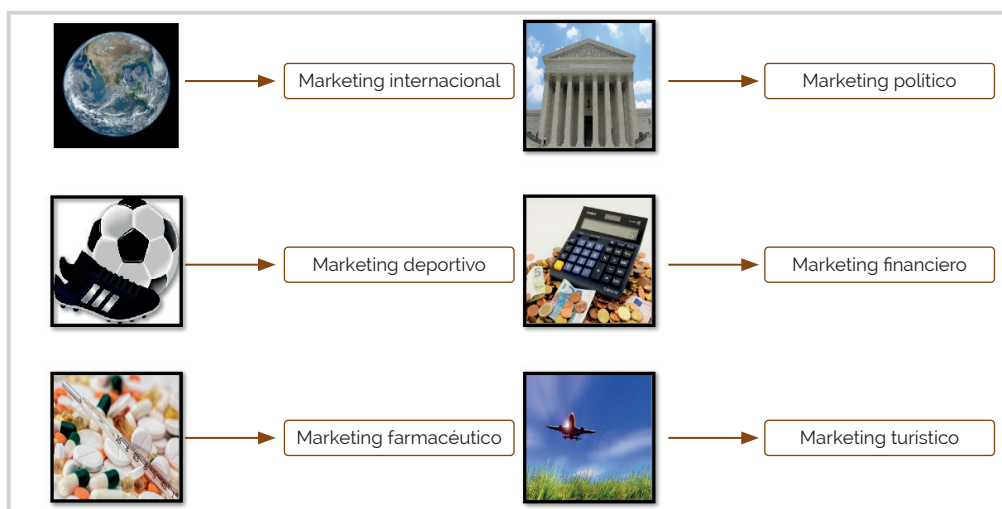 Marketing internacional
Marketing político
Marketing deportivo
Marketing financiero
Marketing farmacéutico
Marketing turístico